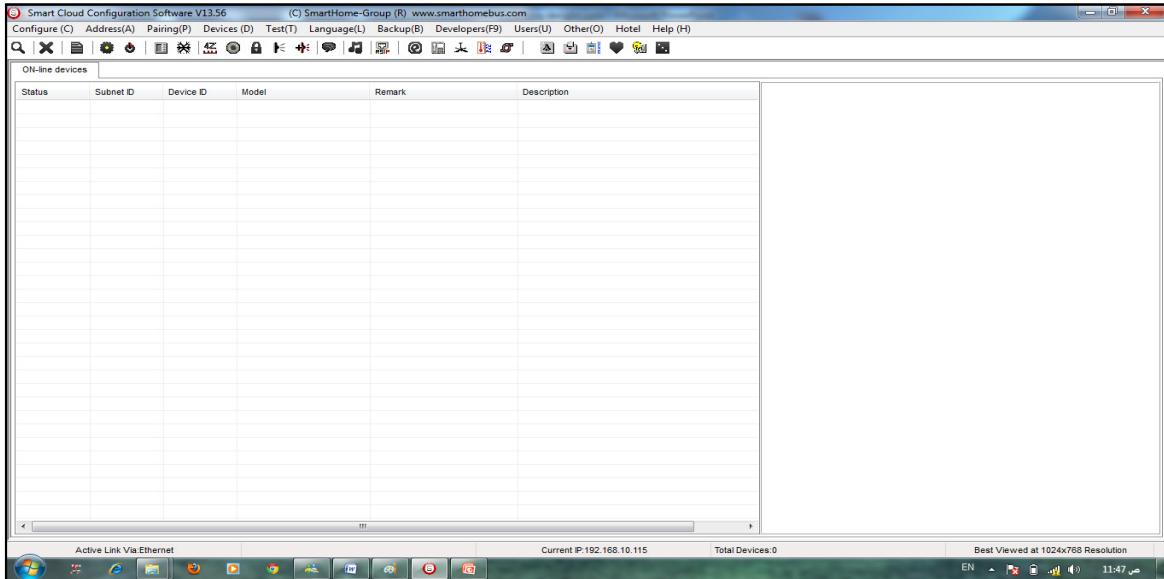 Smart Cloud Configuration Software V13.56 (C) SmartHome-Group (R) www.smarthomebus.com
Configure (C) Address(A) Pairing(P) Devices (D) Test(T) Language(L) Backup(B) Developers(F9) Users(U) Other(O) Hotel Help (H)
ON-line devices
Status Subnet ID Device ID Model Remark Description
Active Link Via:Ethernet Current IP:192.168.10.115 Total Devices:0 Best Viewed at 1024x768 Resolution
EN 11:47 ص